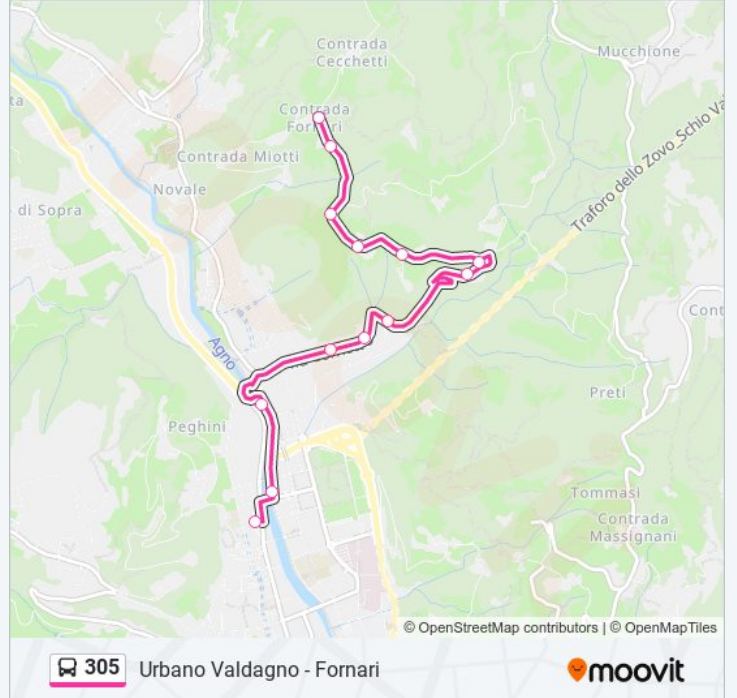 Contrada
Cecchetti
Mucchione
ta
Contrada
Fornari
Contrada Miotti
Traforo dello Zovo_Schio Va
Novale
di Sopra
Cont
Agno
Preti
Peghini
Tommasi
Contrada
Massignani
© OpenStreetMap contributors | © OpenMapTiles
305 Urbano Valdagno - Fornari moovit